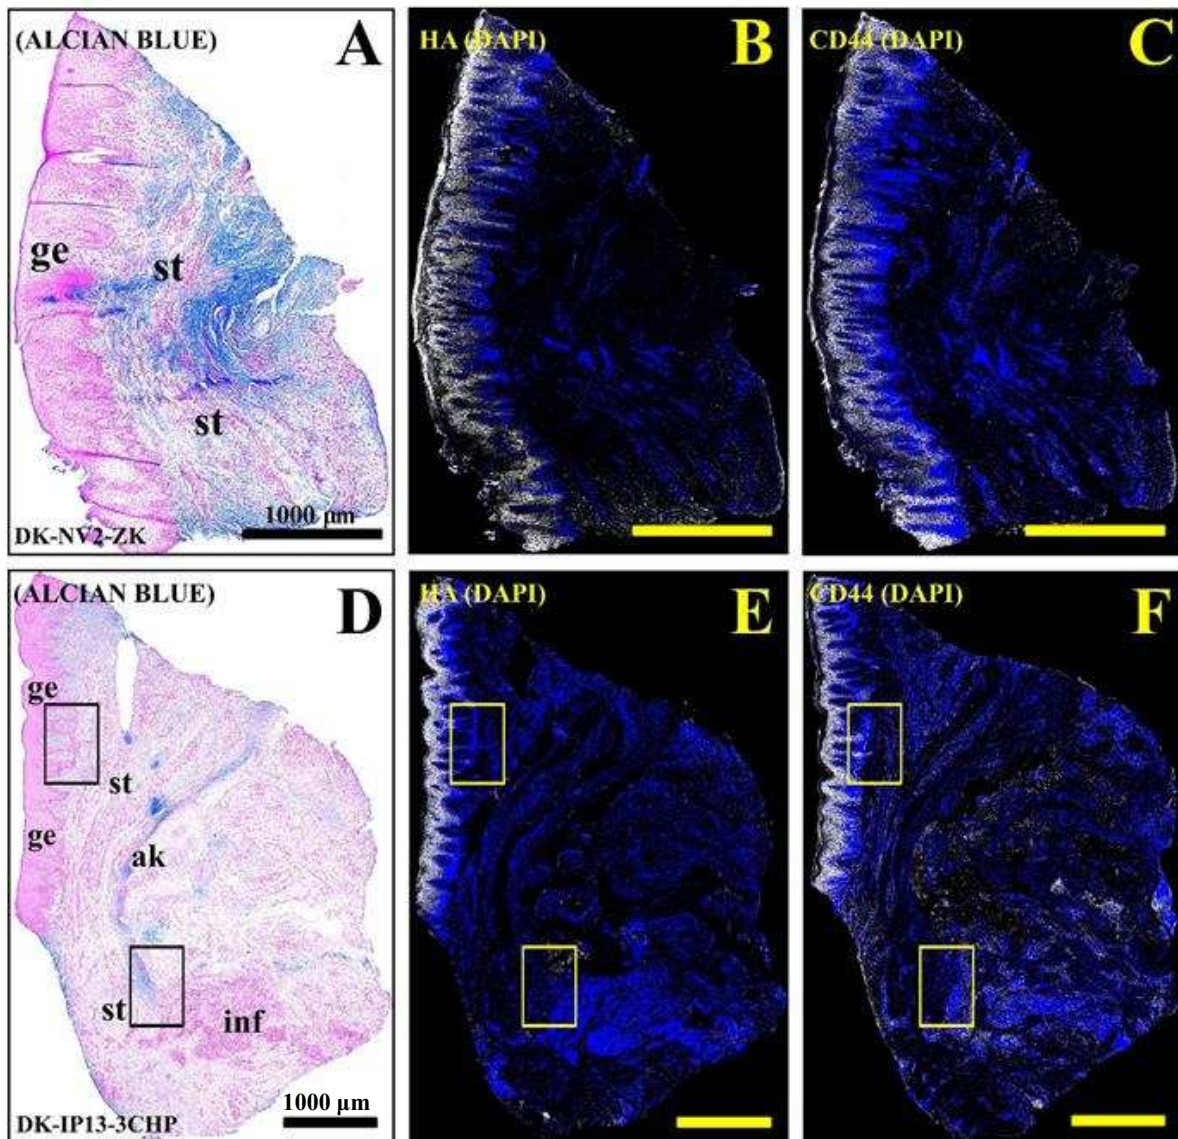 (ALCIAN BLUE) A
HA (DAPI) B
CD44 (DAPI) C
ge
st
st
1000 µm
DK-NV2-ZK
(ALCIAN BLUE) D
HA (DAPI) E
CD44 (DAPI) F
ge
st
ge
ak
st
inf
1000 µm
DK-IP13-3CHP